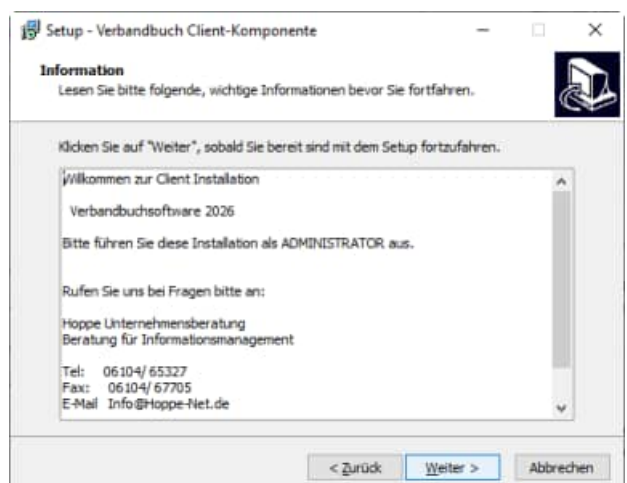 Setup - Verbandbuch Client-Komponente
Information
Lesen Sie bitte folgende, wichtige Informationen bevor Sie fortfahren.
Klicken Sie auf "Weiter", sobald Sie bereit sind mit dem Setup fortzufahren.
Willkommen zur Client Installation
Verbandbuchsoftware 2026
Bitte führen Sie diese Installation als ADMINISTRATOR aus.
Rufen Sie uns bei Fragen bitte an:
Hoppe Unternehmensberatung
Beratung für Informationsmanagement
Tel: 06104/ 65327
Fax: 06104/ 67705
E-Mail Info@Hoppe-Net.de
< Zurück Weiter > Abbrechen